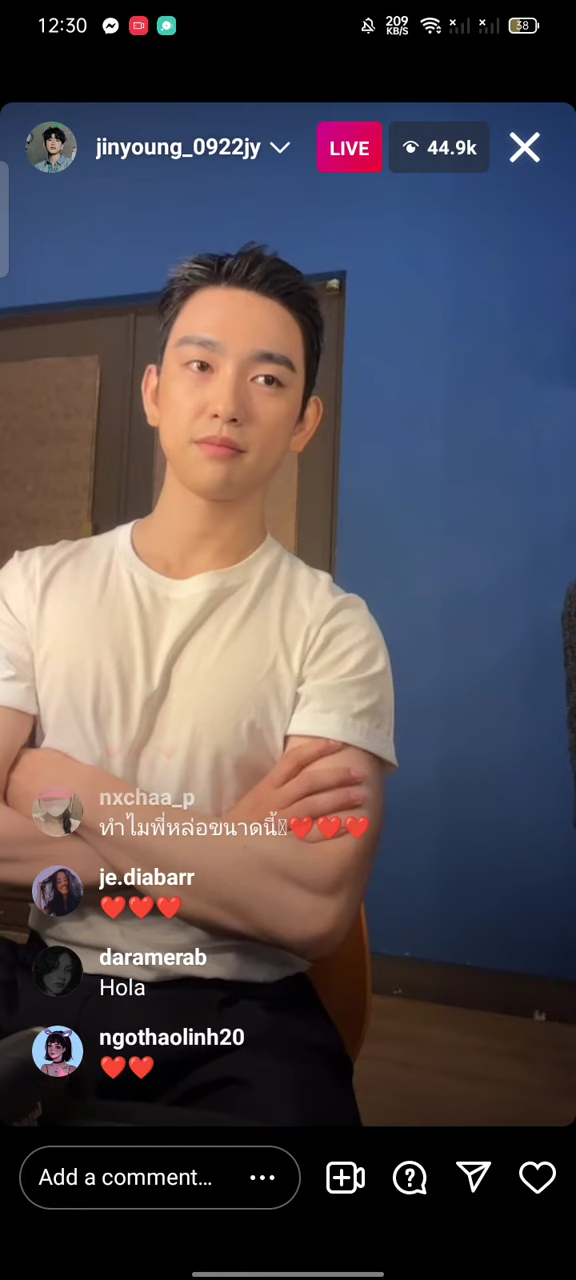 12:30
209
KB/S
38
jinyoung_0922jy
LIVE
44.9k
nxchaa_p
ทำไมพี่หล่อขนาดนี้❤️❤️❤️
je.diabarr
❤️❤️❤️
daramerab
Hola
ngothaolinh20
❤️❤️
Add a comment...